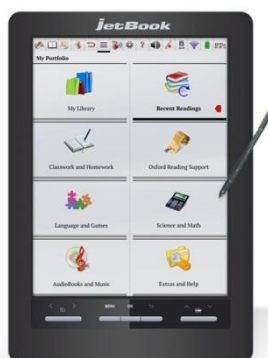 jetBook
My Portfolio
My Library
Recent Readings
Classwork and Homework
Oxford Reading Support
Language and Games
Science and Math
AudioBooks and Music
Extras and Help
MENU
OK